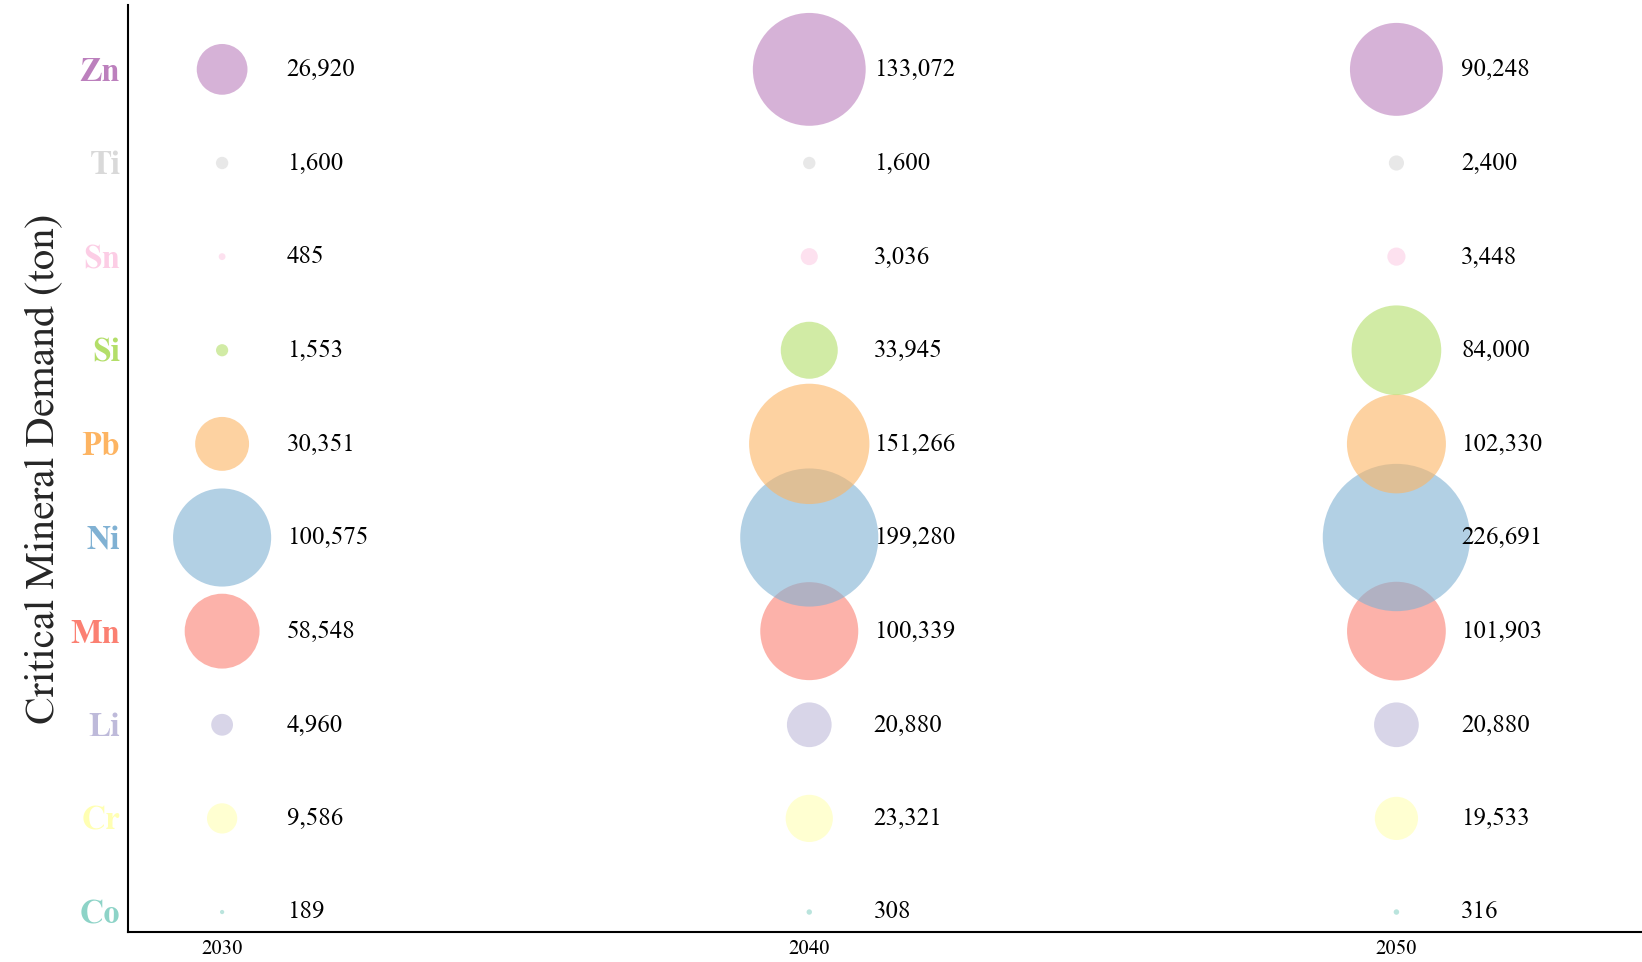 Critical Mineral Demand (ton)
Zn 26,920 133,072 90,248
Ti 1,600 1,600 2,400
Sn 485 3,036 3,448
Si 1,553 33,945 84,000
Pb 30,351 151,266 102,330
Ni 100,575 199,280 226,691
Mn 58,548 100,339 101,903
Li 4,960 20,880 20,880
Cr 9,586 23,321 19,533
Co 189 308 316
2030 2040 2050